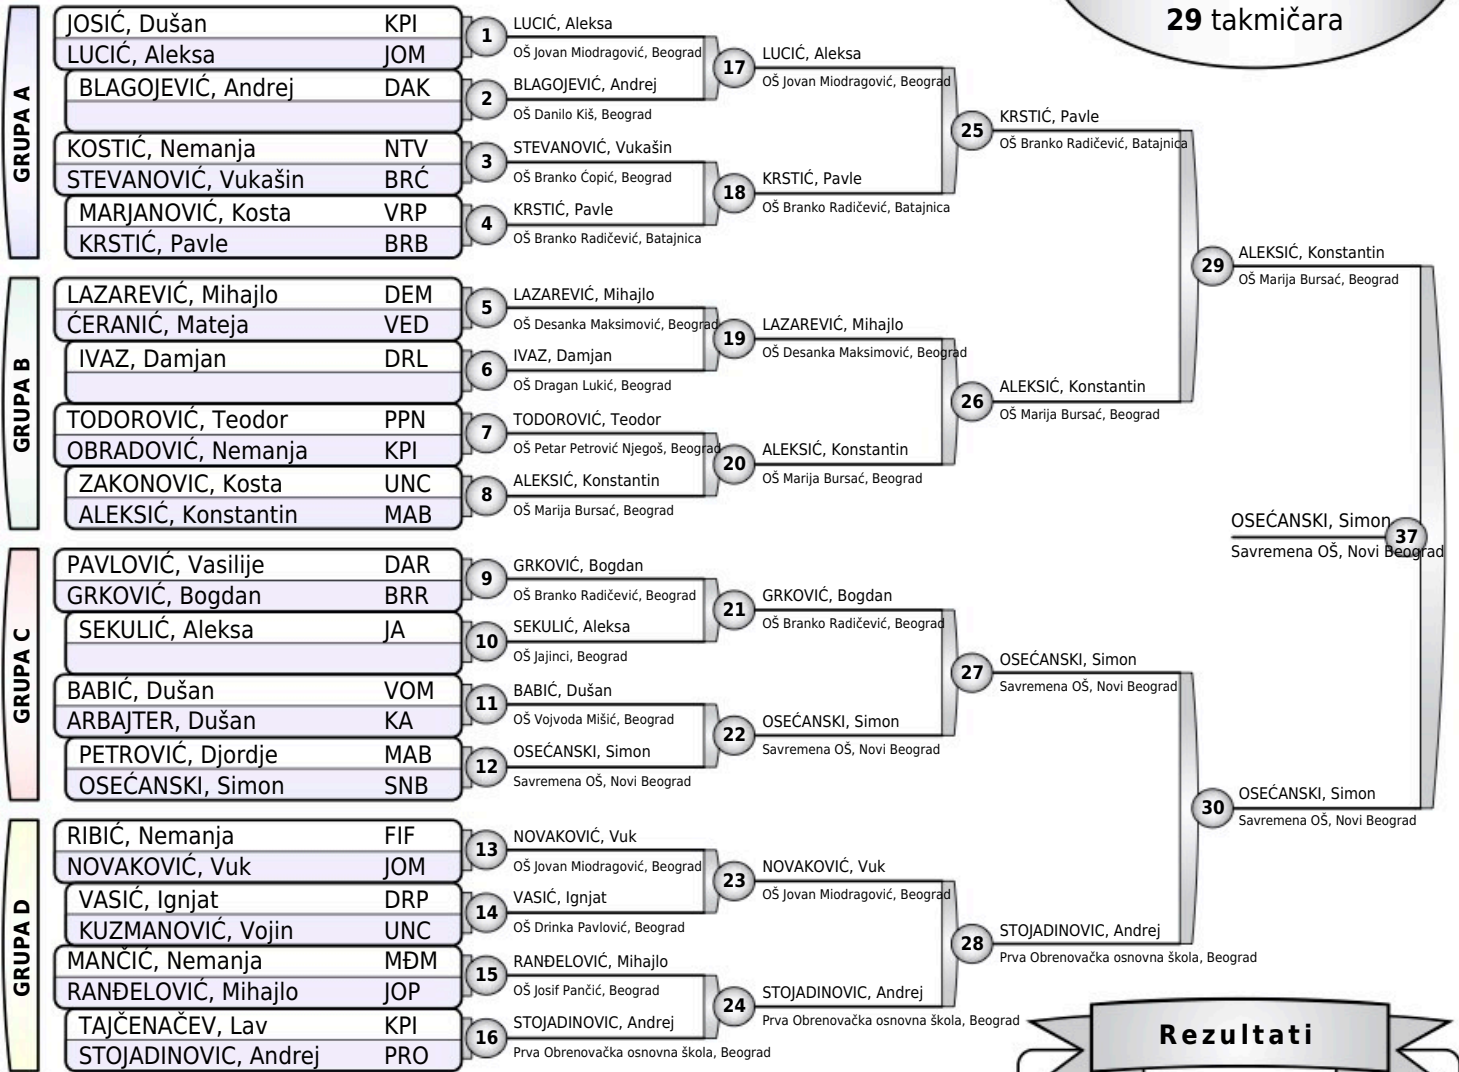 29 takmičara
GRUPA A
JOSIĆ, Dušan KPI
LUCIĆ, Aleksa JOM
BLAGOJEVIĆ, Andrej DAK
KOSTIĆ, Nemanja NTV
STEVANOVIĆ, Vukašin BRĆ
MARJANOVIĆ, Kosta VRP
KRSTIĆ, Pavle BRB
GRUPA B
LAZAREVIĆ, Mihajlo DEM
ĆERANIĆ, Mateja VED
IVAZ, Damjan DRL
TODOROVIĆ, Teodor PPN
OBRADOVIĆ, Nemanja KPI
ZAKONOVIC, Kosta UNC
ALEKSIĆ, Konstantin MAB
GRUPA C
PAVLOVIĆ, Vasilije DAR
GRKOVIĆ, Bogdan BRR
SEKULIĆ, Aleksa JA
BABIĆ, Dušan VOM
ARBAJTER, Dušan KA
PETROVIĆ, Djordje MAB
OSEĆANSKI, Simon SNB
GRUPA D
RIBIĆ, Nemanja FIF
NOVAKOVIĆ, Vuk JOM
VASIĆ, Ignjat DRP
KUZMANOVIĆ, Vojin UNC
MANČIĆ, Nemanja MĐM
RANĐELOVIĆ, Mihajlo JOP
TAJČENAČEV, Lav KPI
STOJADINOVIC, Andrej PRO
1
LUCIĆ, Aleksa
OŠ Jovan Miodragović, Beograd
2
BLAGOJEVIĆ, Andrej
OŠ Danilo Kiš, Beograd
3
STEVANOVIĆ, Vukašin
OŠ Branko Ćopić, Beograd
4
KRSTIĆ, Pavle
OŠ Branko Radičević, Batajnica
5
LAZAREVIĆ, Mihajlo
OŠ Desanka Maksimović, Beograd
6
IVAZ, Damjan
OŠ Dragan Lukić, Beograd
7
TODOROVIĆ, Teodor
OŠ Petar Petrović Njegoš, Beograd
8
ALEKSIĆ, Konstantin
OŠ Marija Bursać, Beograd
9
GRKOVIĆ, Bogdan
OŠ Branko Radičević, Beograd
10
SEKULIĆ, Aleksa
OŠ Jajinci, Beograd
11
BABIĆ, Dušan
OŠ Vojvoda Mišić, Beograd
12
OSEĆANSKI, Simon
Savremena OŠ, Novi Beograd
13
NOVAKOVIĆ, Vuk
OŠ Jovan Miodragović, Beograd
14
VASIĆ, Ignjat
OŠ Drinka Pavlović, Beograd
15
RANĐELOVIĆ, Mihajlo
OŠ Josif Pančić, Beograd
16
STOJADINOVIC, Andrej
Prva Obrenovačka osnovna škola, Beograd
17
LUCIĆ, Aleksa
OŠ Jovan Miodragović, Beograd
18
KRSTIĆ, Pavle
OŠ Branko Radičević, Batajnica
19
LAZAREVIĆ, Mihajlo
OŠ Desanka Maksimović, Beograd
20
ALEKSIĆ, Konstantin
OŠ Marija Bursać, Beograd
21
GRKOVIĆ, Bogdan
OŠ Branko Radičević, Beograd
22
OSEĆANSKI, Simon
Savremena OŠ, Novi Beograd
23
NOVAKOVIĆ, Vuk
OŠ Jovan Miodragović, Beograd
24
STOJADINOVIC, Andrej
Prva Obrenovačka osnovna škola, Beograd
25
KRSTIĆ, Pavle
OŠ Branko Radičević, Batajnica
26
ALEKSIĆ, Konstantin
OŠ Marija Bursać, Beograd
27
OSEĆANSKI, Simon
Savremena OŠ, Novi Beograd
28
STOJADINOVIC, Andrej
Prva Obrenovačka osnovna škola, Beograd
29
ALEKSIĆ, Konstantin
OŠ Marija Bursać, Beograd
30
OSEĆANSKI, Simon
Savremena OŠ, Novi Beograd
OSEĆANSKI, Simon
37
Savremena OŠ, Novi Beograd
Rezultati